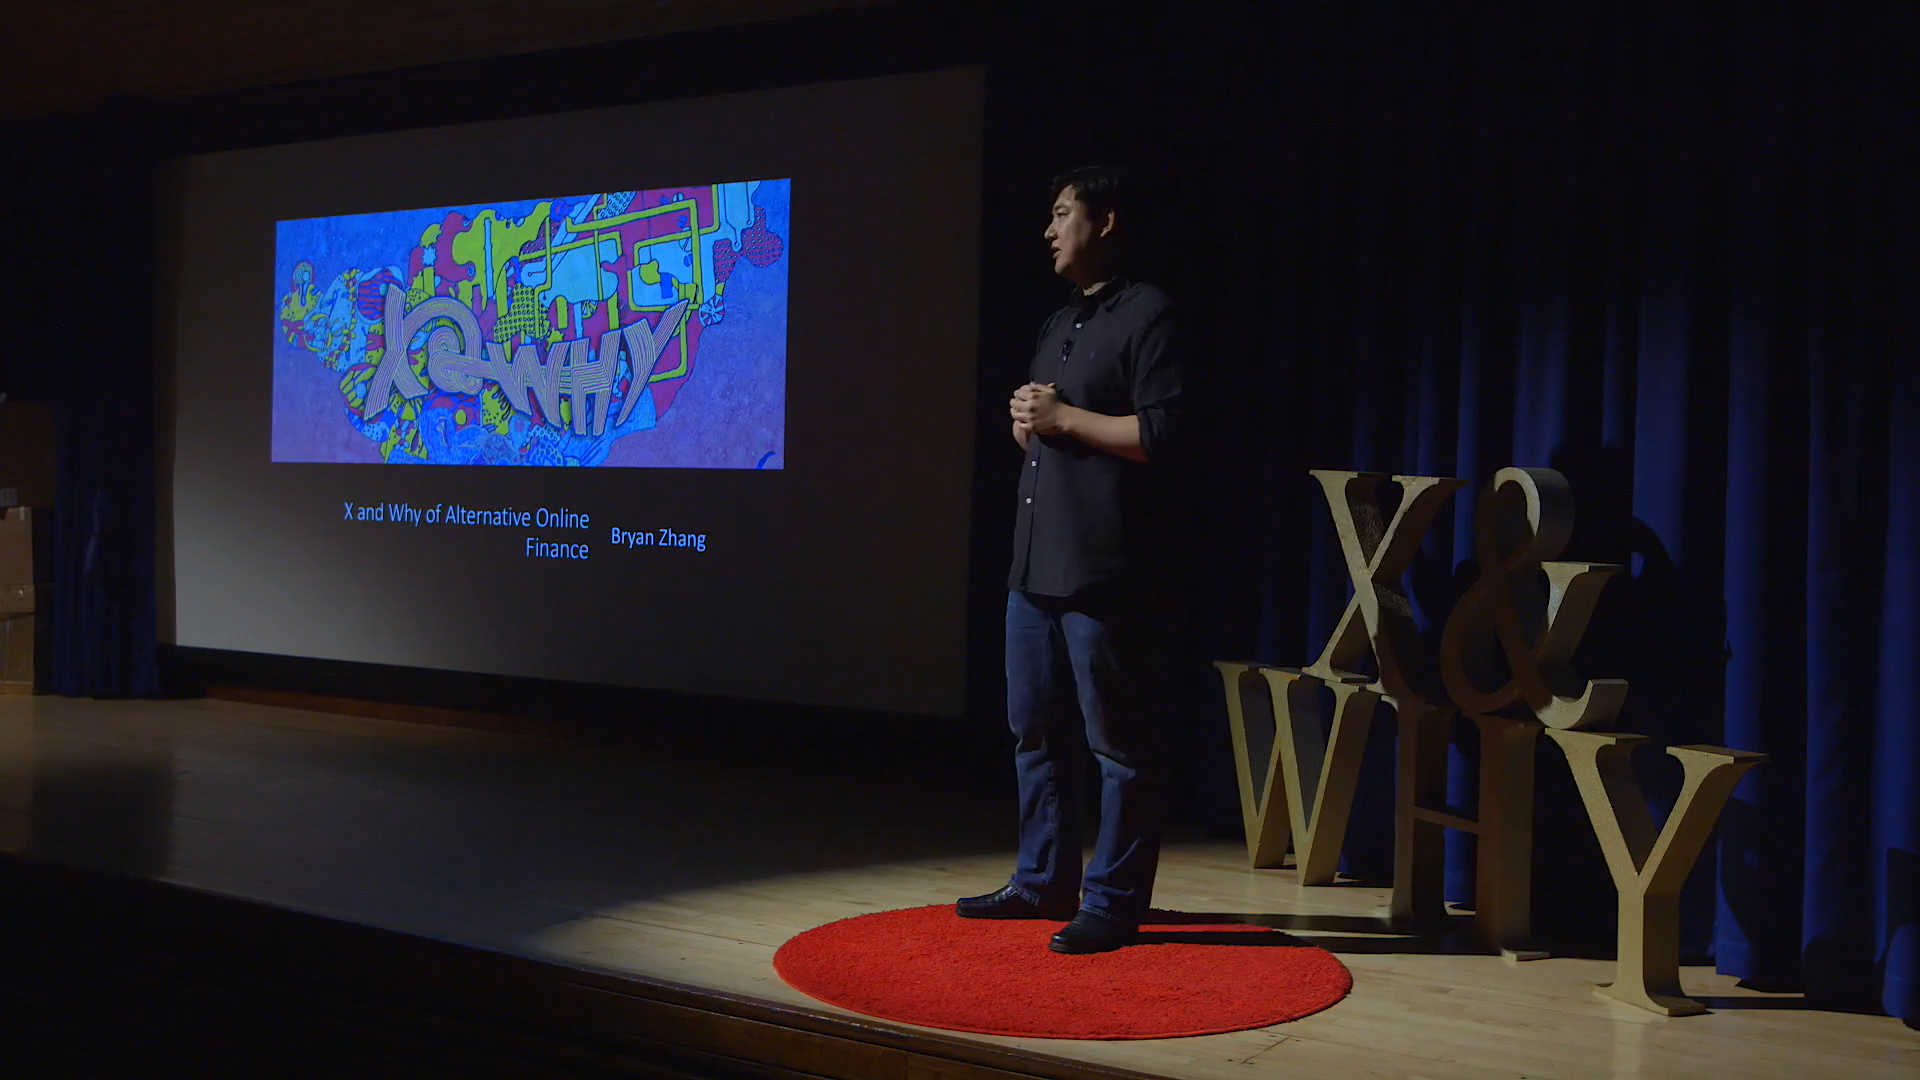 X & WHY
X and Why of Alternative Online
Finance
Bryan Zhang
X&
WHY